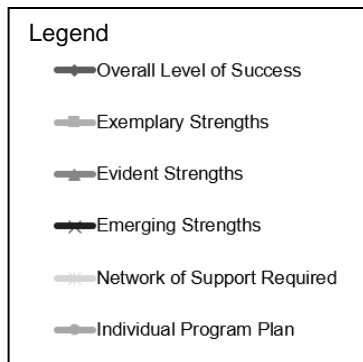 Legend
Overall Level of Success
Exemplary Strengths
Evident Strengths
Emerging Strengths
Network of Support Required
Individual Program Plan